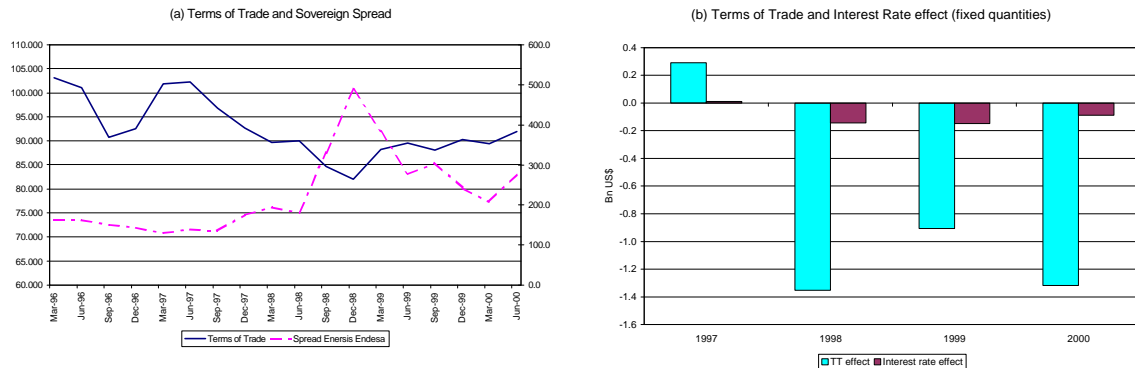 (a) Terms of Trade and Sovereign Spread
110.000
105.000
100.000
95.000
90.000
85.000
80.000
75.000
70.000
65.000
60.000
600.0
500.0
400.0
300.0
200.0
100.0
0.0
Mar-96
Jun-96
Sep-96
Dec-96
Mar-97
Jun-97
Sep-97
Dec-97
Mar-98
Jun-98
Sep-98
Dec-98
Mar-99
Jun-99
Sep-99
Dec-99
Mar-00
Jun-00
Terms of Trade Spread Enersis Endesa
(b) Terms of Trade and Interest Rate effect (fixed quantities)
Bn US$
0.4
0.2
0.0
-0.2
-0.4
-0.6
-0.8
-1.0
-1.2
-1.4
-1.6
1997 1998 1999 2000
TT effect Interest rate effect